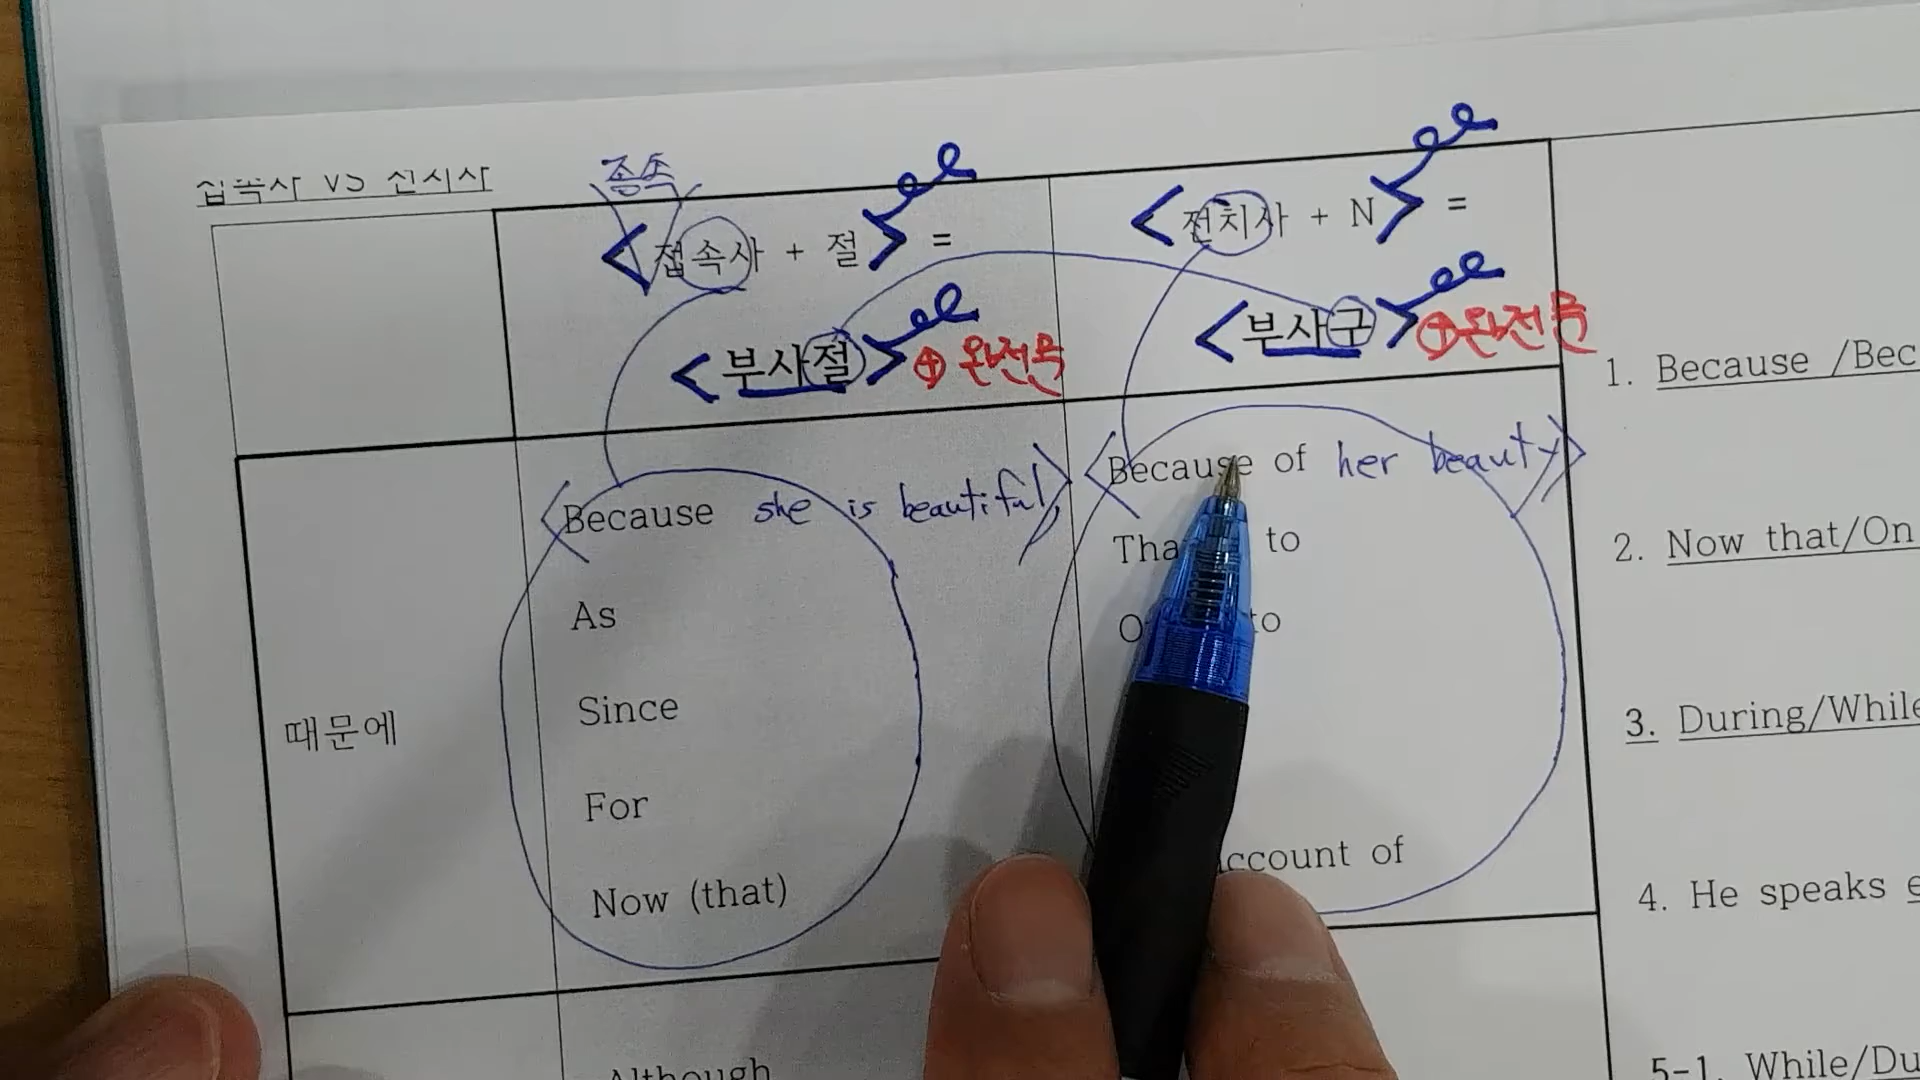 접속사 vs 전치사
종속
<접속사 + 절> =
<부사절> + 완전문
<전치사 + N> =
<부사구> + 완전문
때문에
<Because she is beautiful>,
As
Since
For
Now (that)
<Because of her beauty>,
Tha to
O to
ccount of
Although
1. Because /Bec
2. Now that/On
3. During/While
4. He speaks e
5-1. While/Du